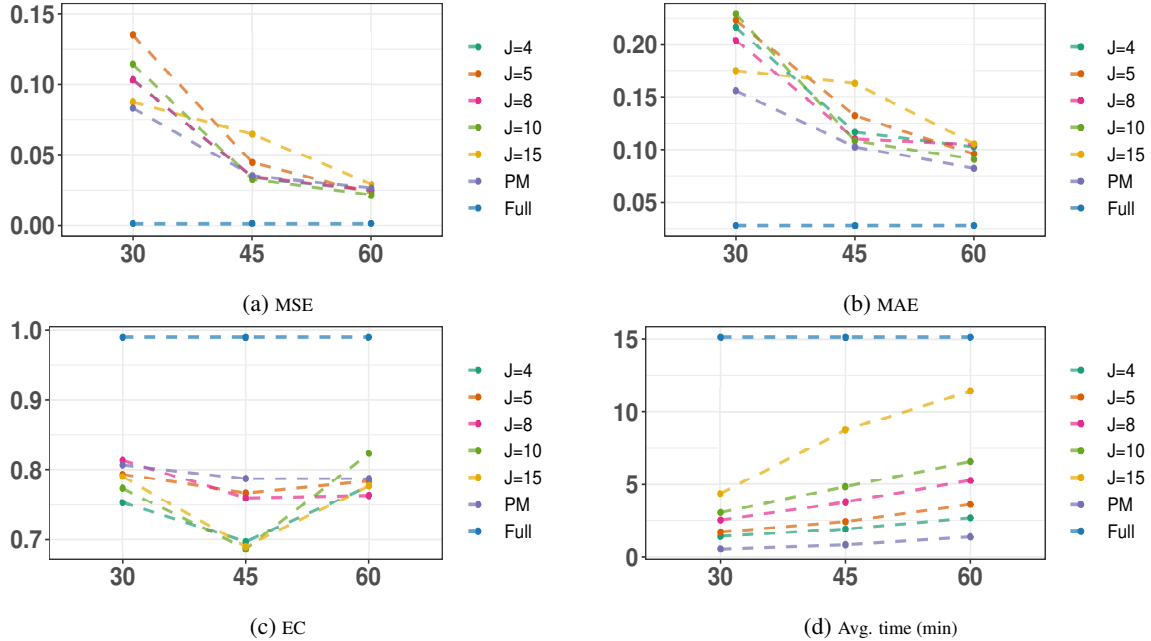 0.15
0.10
0.05
0.00
30 45 60
J=4
J=5
J=8
J=10
J=15
PM
Full
(a) MSE
0.20
0.15
0.10
0.05
30 45 60
J=4
J=5
J=8
J=10
J=15
PM
Full
(b) MAE
1.0
0.9
0.8
0.7
30 45 60
J=4
J=5
J=8
J=10
J=15
PM
Full
(c) EC
15
10
5
0
30 45 60
J=4
J=5
J=8
J=10
J=15
PM
Full
(d) Avg. time (min)